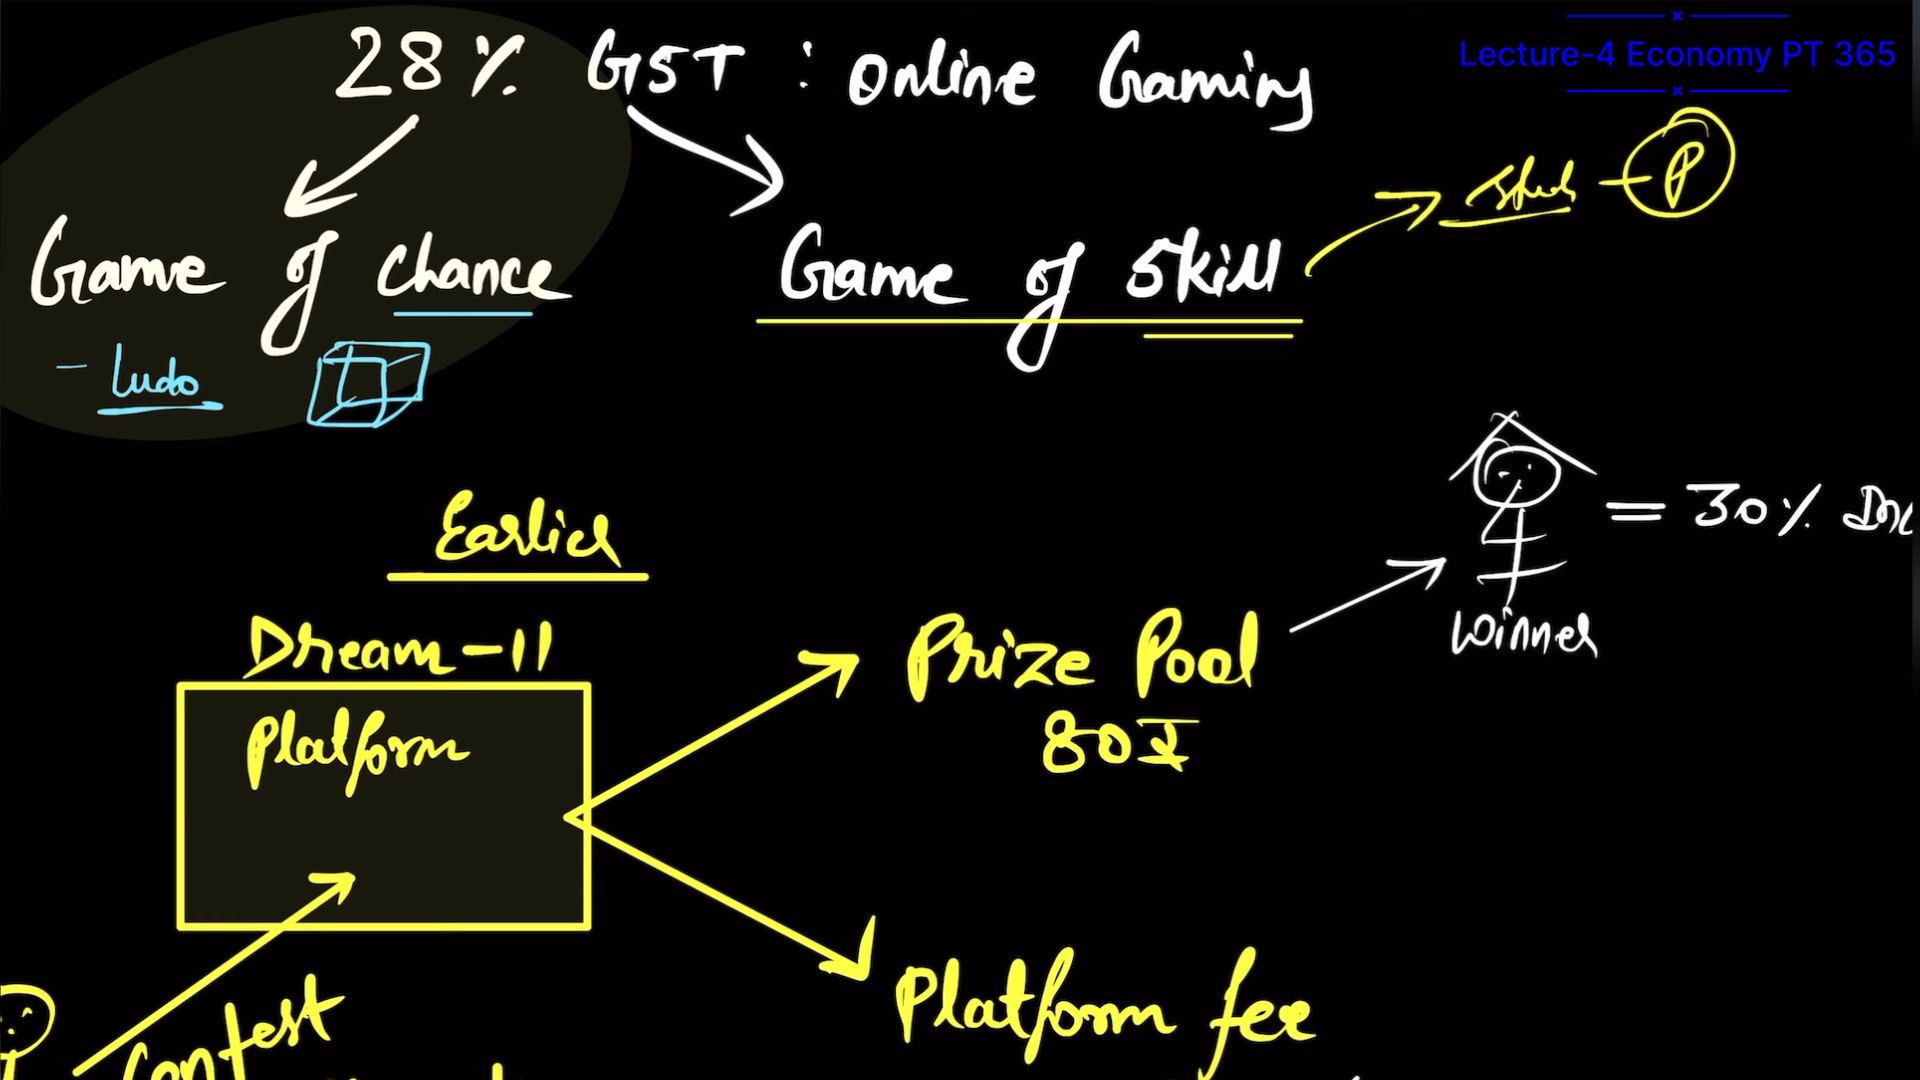 Lecture-4 Economy PT 365
28% GST : Online Gaming
Game of chance
Game of Skill
P
- Ludo
Earlier
= 30%
Dream-11
Prize Pool
Winner
Platform
80₹
Platform fee
Contest